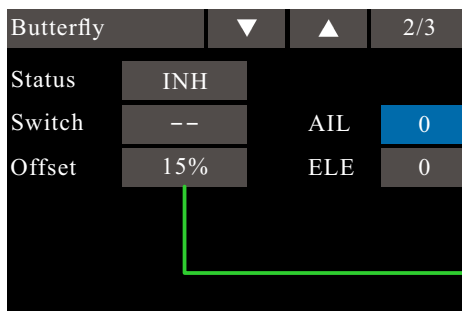 Butterfly ▼ ▲ 2/3
Status INH
Switch -- AIL 0
Offset 15% ELE 0